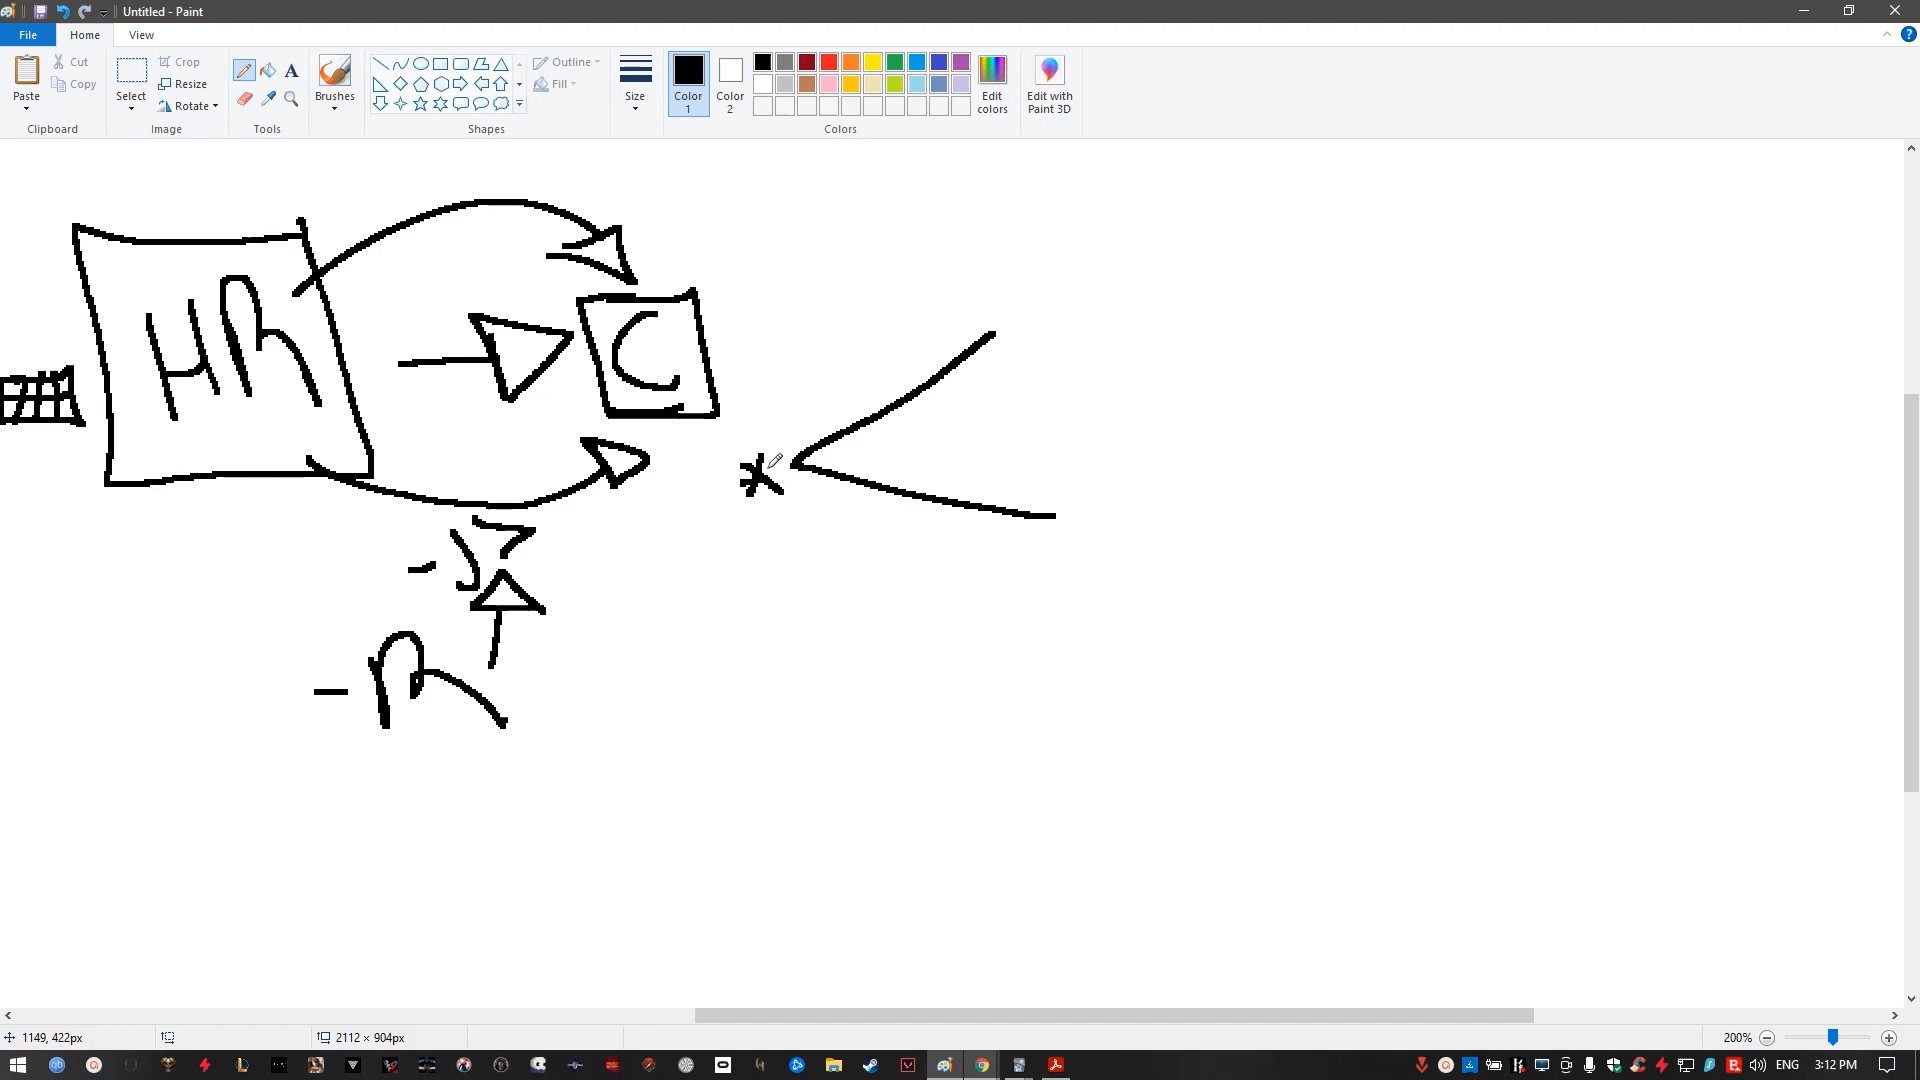 Untitled - Paint
File Home View
Paste
Cut
Copy
Clipboard
Select
Crop
Resize
Rotate
Image
Tools
Brushes
Shapes
Outline
Fill
Size
Color 1
Color 2
Colors
Edit colors
Edit with Paint 3D
HR
C
- R
1149, 422px
2112 × 904px
200%
ENG 3:12 PM